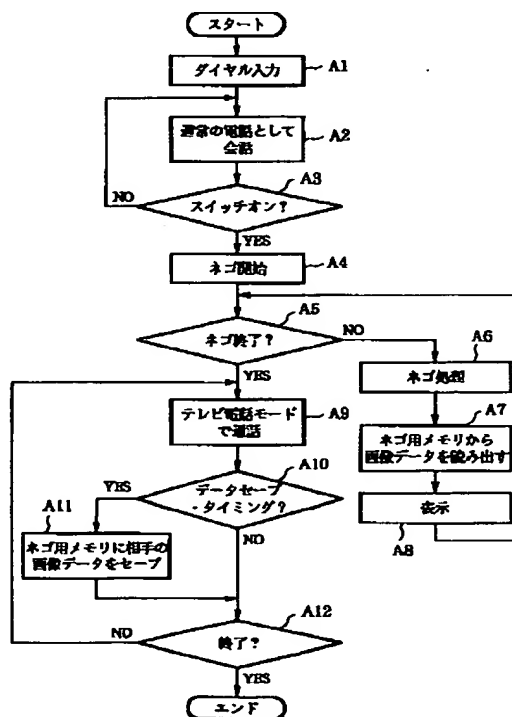 スタート
ダイヤル入力
A1
通常の電話として
会話
A2
A3
スイッチオン?
NO
YES
ネゴ開始
A4
A5
ネゴ終了?
NO
YES
A6
ネゴ処理
A7
ネゴ用メモリから
画像データを読み出す
表示
A8
テレビ電話モード
で通話
A9
A10
データセーブ
・タイミング?
YES
NO
A11
ネゴ用メモリに相手の
画像データをセーブ
A12
終了?
NO
YES
エンド